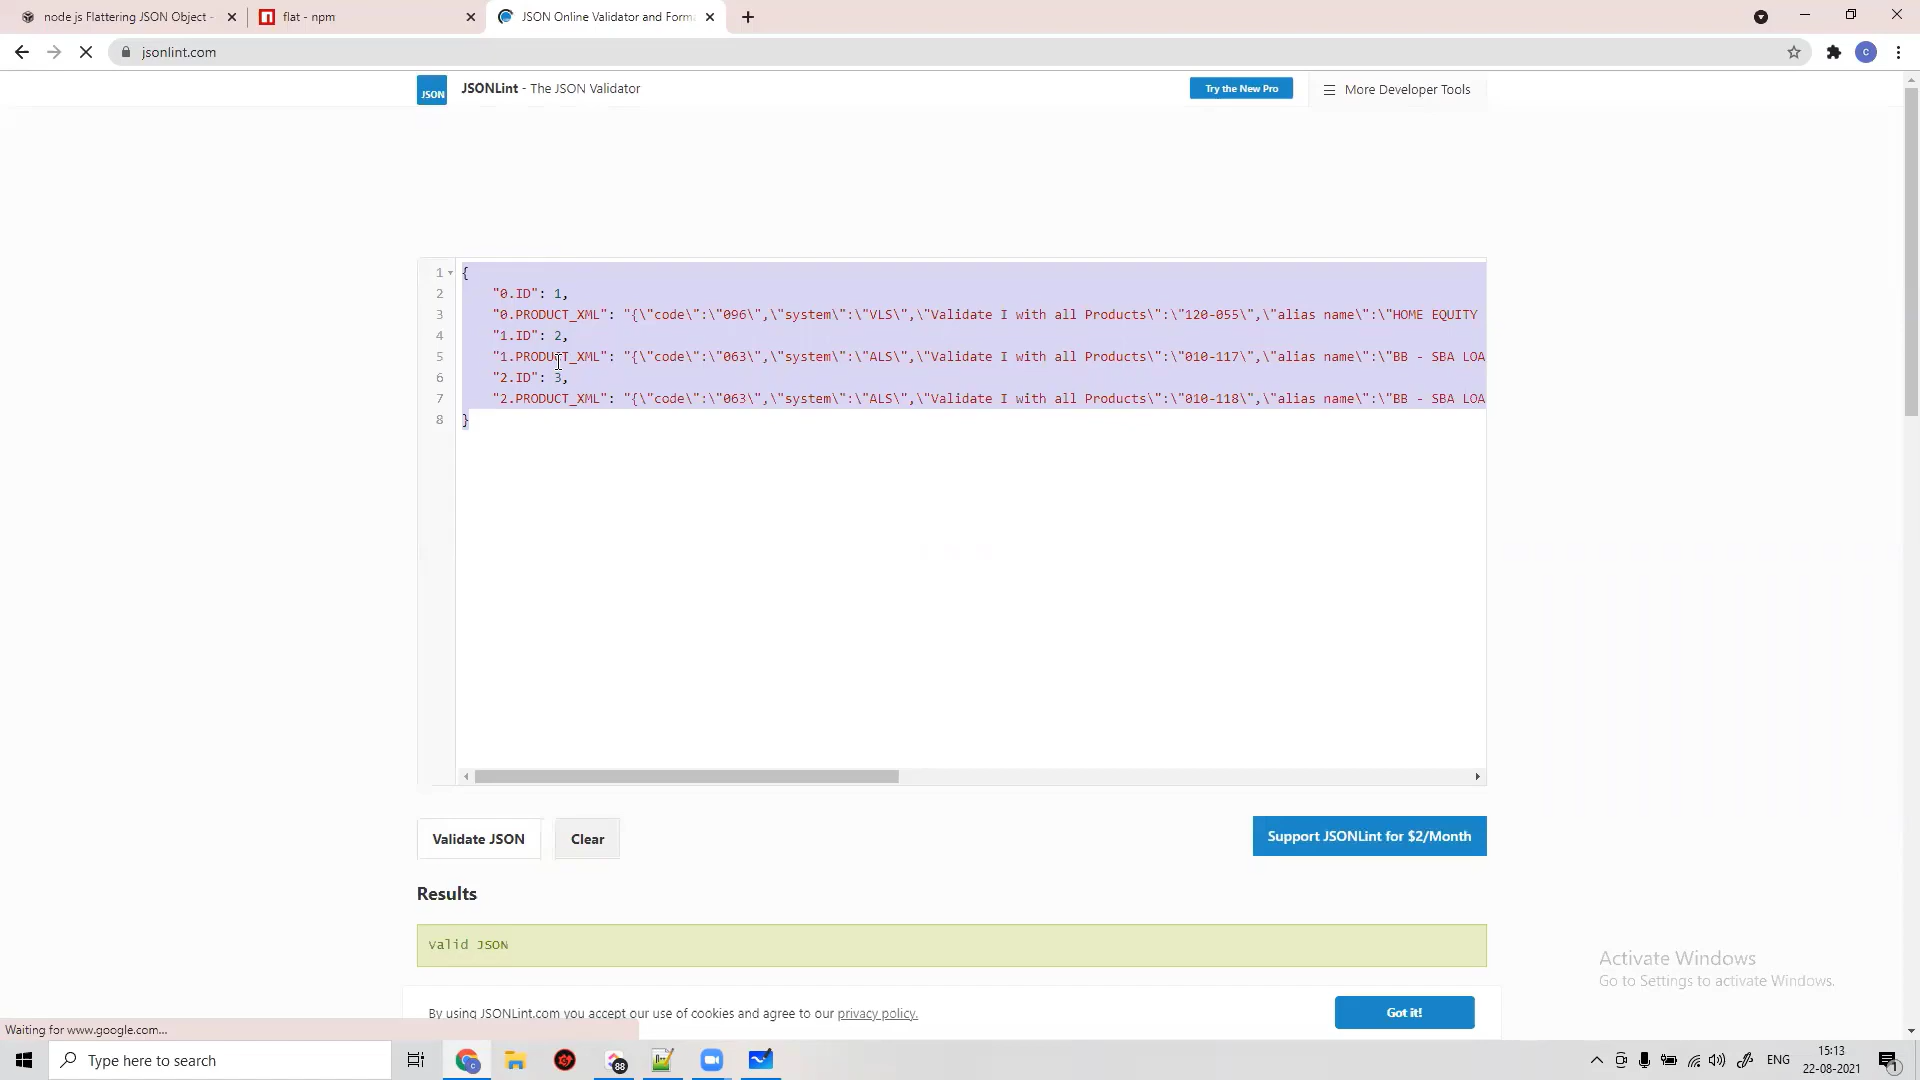 node js Flattering JSON Object -
flat - npm
JSON Online Validator and Form
jsonlint.com
JSON
JSONLint - The JSON Validator
Try the New Pro
More Developer Tools
1 {
2 "0.ID": 1,
3 "0.PRODUCT_XML": "{\"code\":\"096\",\"system\":\"VLS\",\"Validate I with all Products\":\"120-055\",\"alias name\":\"HOME EQUITY
4 "1.ID": 2,
5 "1.PRODUCT_XML": "{\"code\":\"063\",\"system\":\"ALS\",\"Validate I with all Products\":\"010-117\",\"alias name\":\"BB - SBA LOA
6 "2.ID": 3,
7 "2.PRODUCT_XML": "{\"code\":\"063\",\"system\":\"ALS\",\"Validate I with all Products\":\"010-118\",\"alias name\":\"BB - SBA LOA
8 }
Validate JSON
Clear
Support JSONLint for $2/Month
Results
Valid JSON
Activate Windows
Go to Settings to activate Windows.
By using JSONLint.com you accept our use of cookies and agree to our privacy policy.
Got it!
Waiting for www.google.com...
Type here to search
88
ENG
15:13
22-08-2021
1